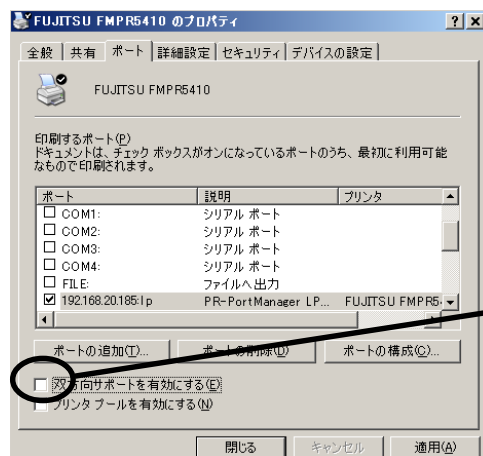 FUJITSU FMPR5410 のプロパティ
全般 共有 ポート 詳細設定 セキュリティ デバイスの設定
FUJITSU FMPR5410
印刷するポート(P)
ドキュメントは、チェック ボックスがオンになっているポートのうち、最初に利用可能
なもので印刷されます。
ポート 説明 プリンタ
COM1: シリアル ポート
COM2: シリアル ポート
COM3: シリアル ポート
COM4: シリアル ポート
FILE: ファイルへ出力
192.168.20.185:lp PR-PortManager LP... FUJITSU FMPR5
ポートの追加(T)... ポートの削除(D) ポートの構成(C)...
双方向サポートを有効にする(E)
プリンタ プールを有効にする(N)
閉じる キャンセル 適用(A)